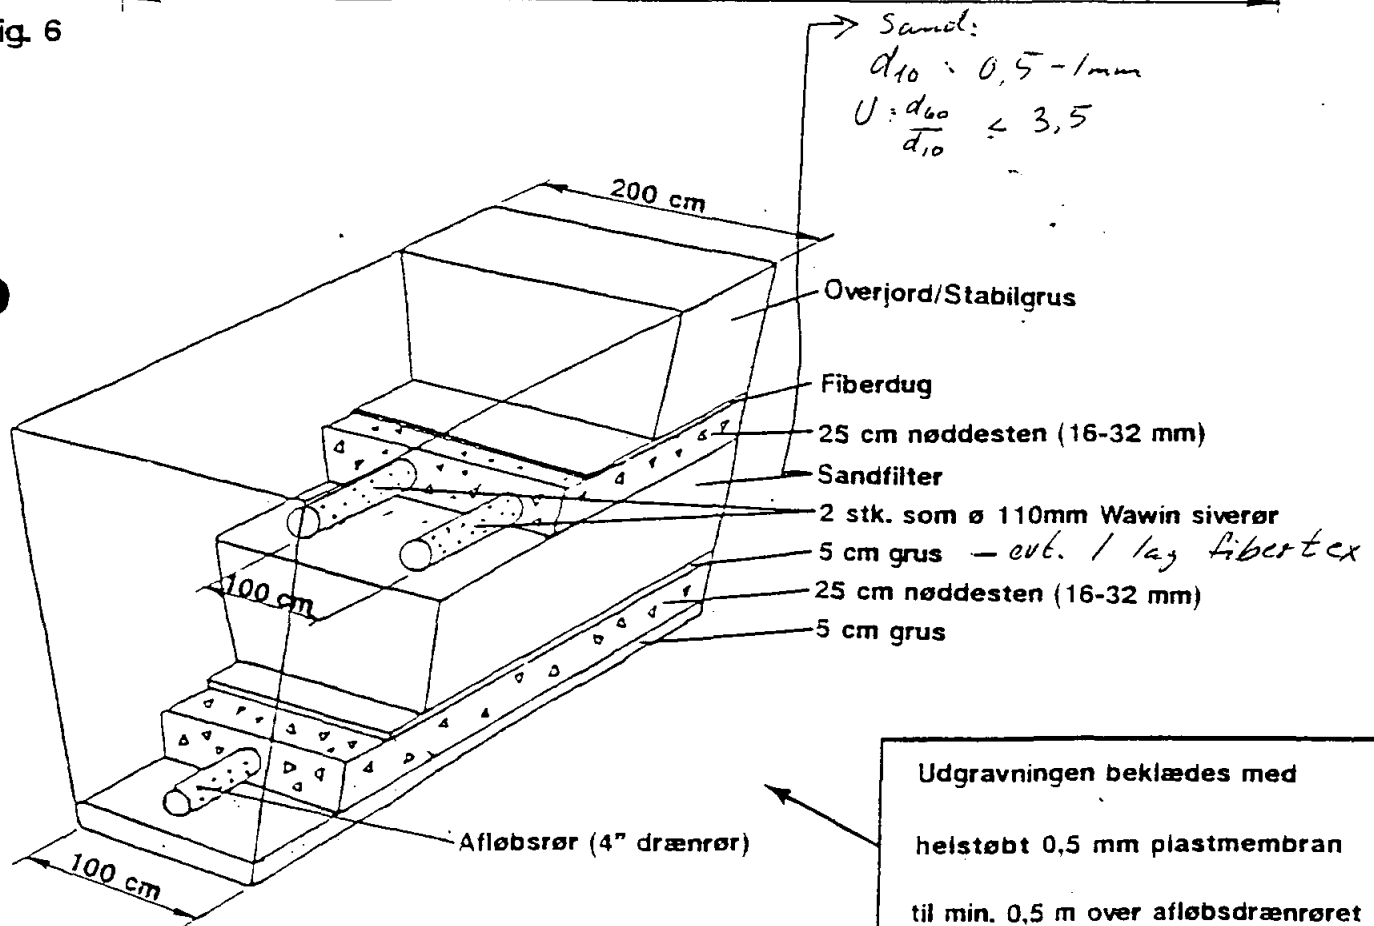 ig. 6
Sand:
d10 : 0,5 - 1mm
U : d60/d10 ≤ 3,5
200 cm
Overjord/Stabilgrus
Fiberdug
25 cm nøddesten (16-32 mm)
Sandfilter
2 stk. som ø 110mm Wawin siverør
5 cm grus - evt. 1 lag fibertex
25 cm nøddesten (16-32 mm)
5 cm grus
100 cm
Afløbsrør (4" drænrør)
100 cm
Udgravningen beklædes med
helstøbt 0,5 mm plastmembran
til min. 0,5 m over afløbsdrænrøret